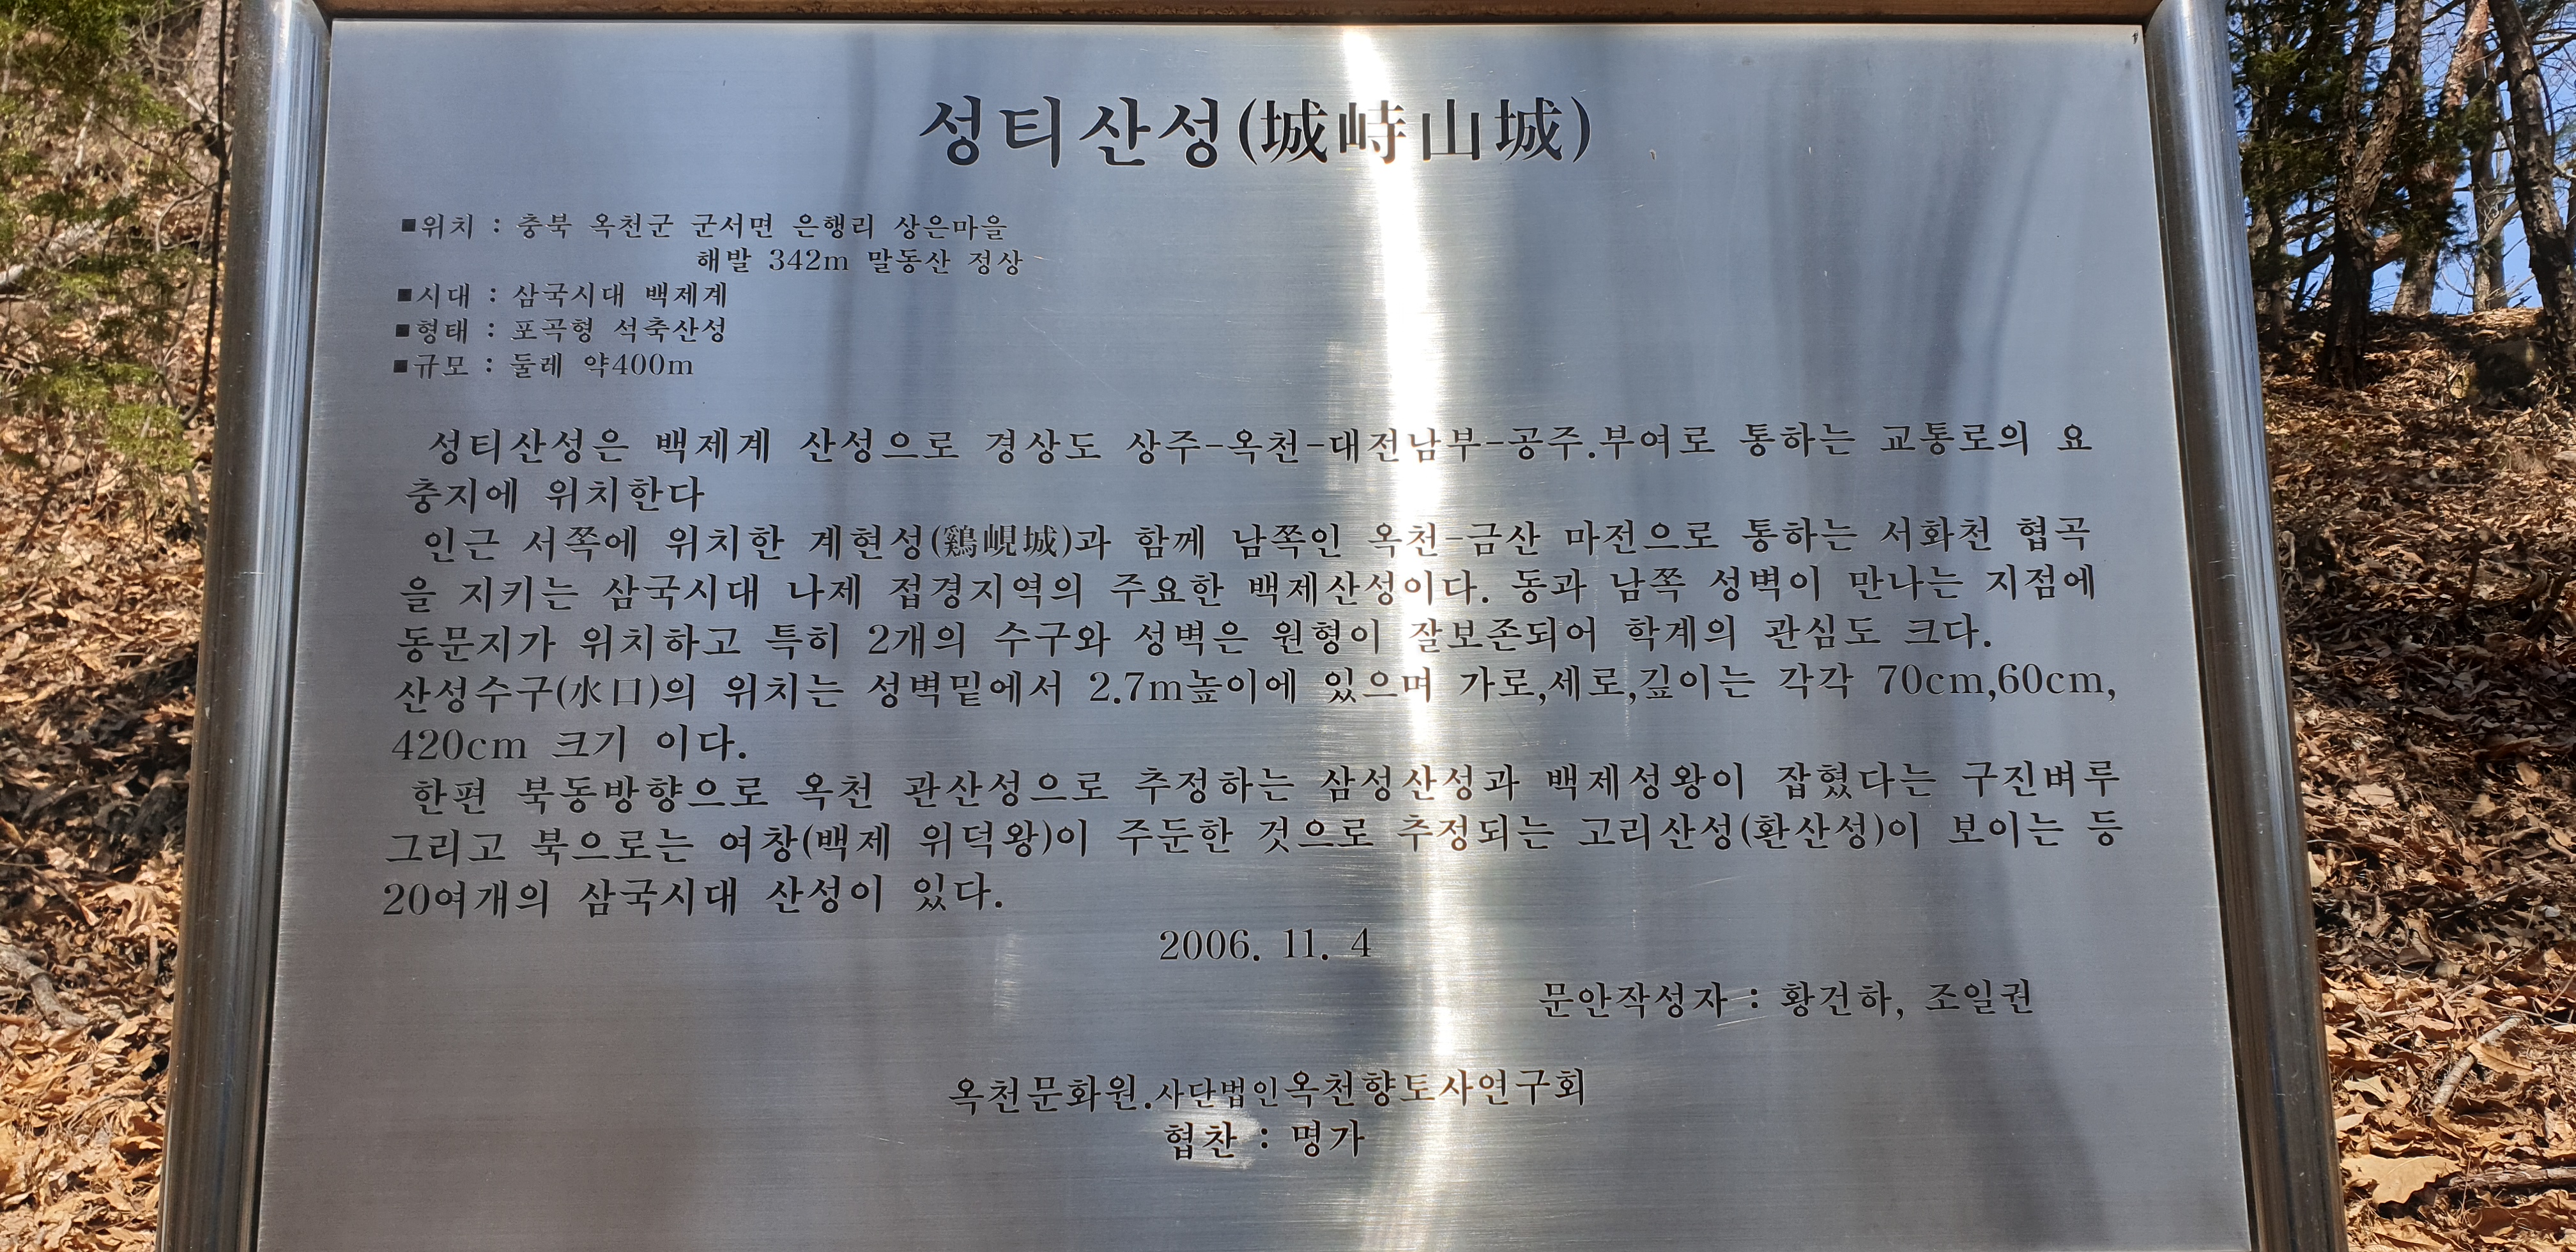 성티산성(城峙山城)
■위치 : 충북 옥천군 군서면 은행리 상은마을
해발 342m 말동산 정상
■시대 : 삼국시대 백제계
■형태 : 포곡형 석축산성
■규모 : 둘레 약400m
성티산성은 백제계 산성으로 경상도 상주-옥천-대전남부-공주.부여로 통하는 교통로의 요
충지에 위치한다
인근 서쪽에 위치한 계현성(鷄峴城)과 함께 남쪽인 옥천-금산 마전으로 통하는 서화천 협곡
을 지키는 삼국시대 나제 접경지역의 주요한 백제산성이다. 동과 남쪽 성벽이 만나는 지점에
동문지가 위치하고 특히 2개의 수구와 성벽은 원형이 잘보존되어 학계의 관심도 크다.
산성수구(水口)의 위치는 성벽밑에서 2.7m높이에 있으며 가로,세로,깊이는 각각 70cm,60cm,
420cm 크기 이다.
한편 북동방향으로 옥천 관산성으로 추정하는 삼성산성과 백제성왕이 잡혔다는 구진벼루
그리고 북으로는 여창(백제 위덕왕)이 주둔한 것으로 추정되는 고리산성(환산성)이 보이는 등
20여개의 삼국시대 산성이 있다.
2006. 11. 4
문안작성자 : 황건하, 조일권
옥천문화원.사단법인옥천향토사연구회
협찬 : 명가